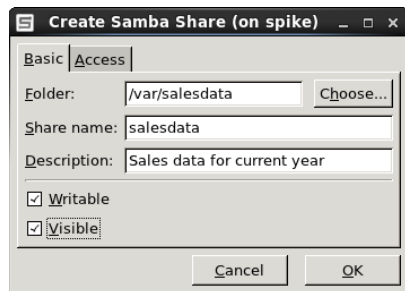 Create Samba Share (on spike)
Basic Access
Folder: /var/salesdata Choose...
Share name: salesdata
Description: Sales data for current year
Writable
Visible
Cancel OK